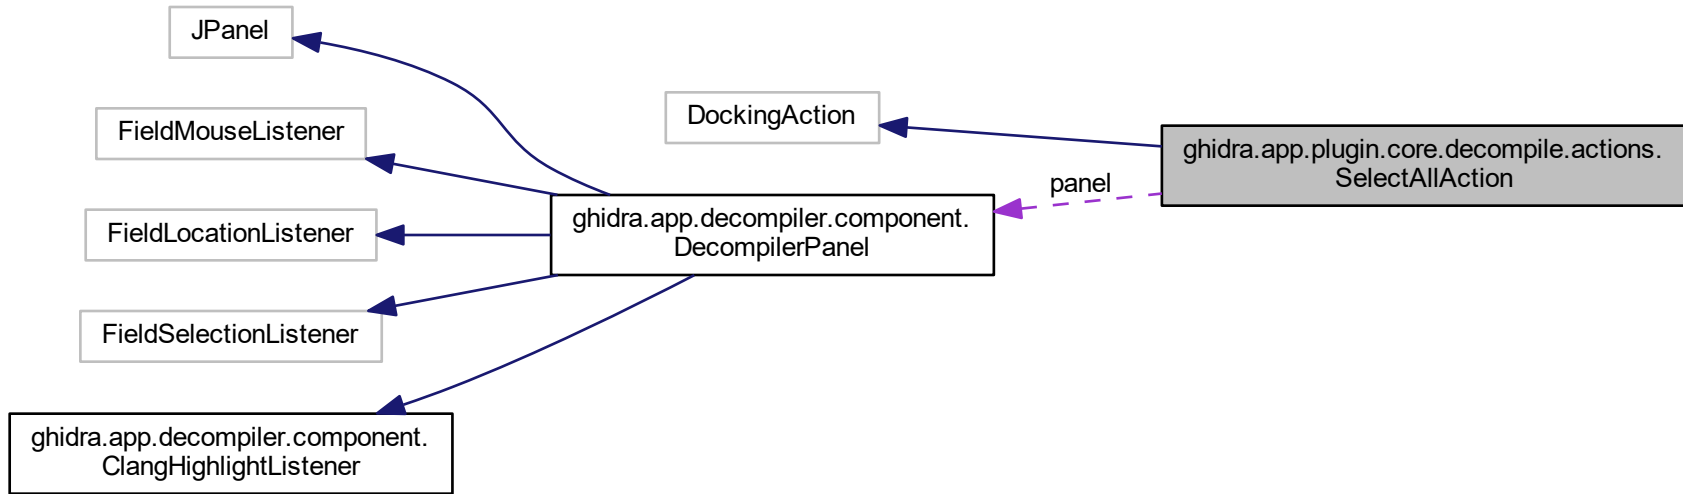 JPanel
FieldMouseListener
FieldLocationListener
FieldSelectionListener
ghidra.app.decompiler.component.
ClangHighlightListener
ghidra.app.decompiler.component.
DecompilerPanel
DockingAction
panel
ghidra.app.plugin.core.decompile.actions.
SelectAllAction